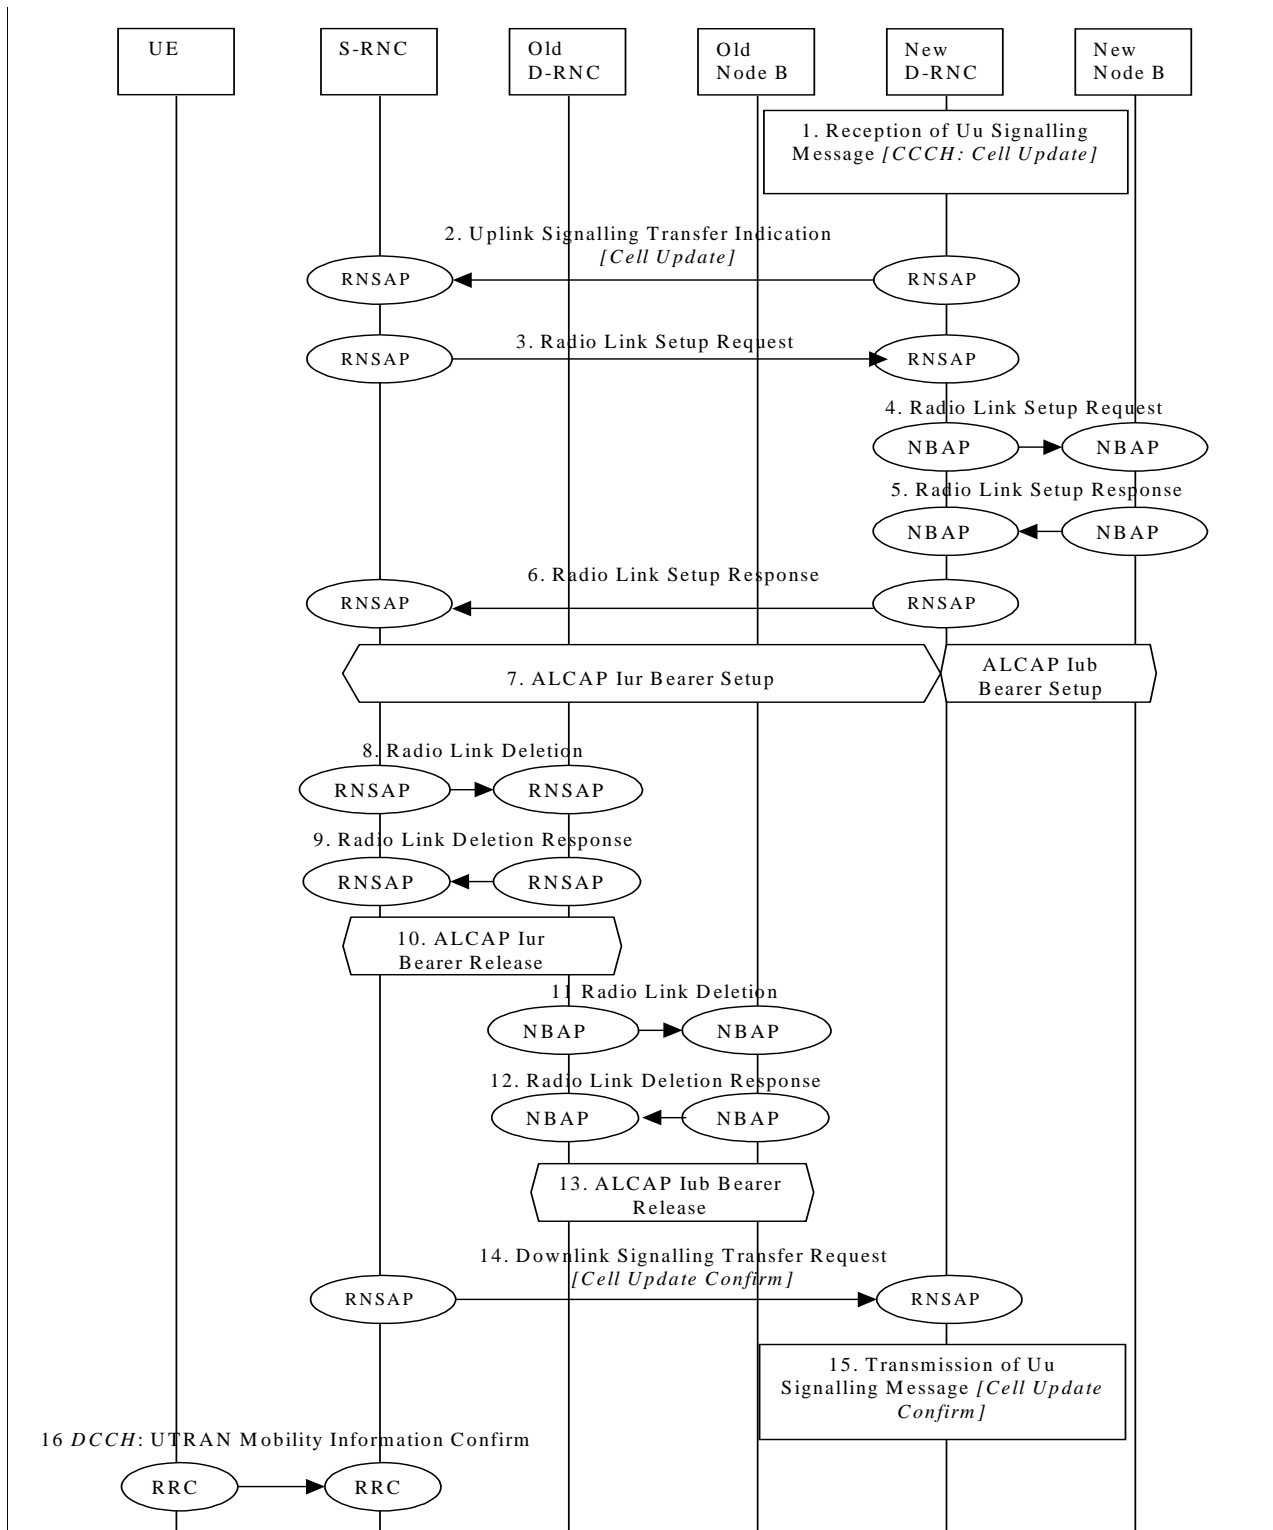 UE
S-RNC
Old
D-RNC
Old
Node B
New
D-RNC
New
Node B
1. Reception of Uu Signalling
Message [CCCH: Cell Update]
2. Uplink Signalling Transfer Indication
[Cell Update]
RNSAP
RNSAP
3. Radio Link Setup Request
RNSAP
RNSAP
4. Radio Link Setup Request
NBAP
NBAP
5. Radio Link Setup Response
NBAP
NBAP
6. Radio Link Setup Response
RNSAP
RNSAP
7. ALCAP Iur Bearer Setup
ALCAP Iub
Bearer Setup
8. Radio Link Deletion
RNSAP
RNSAP
9. Radio Link Deletion Response
RNSAP
RNSAP
10. ALCAP Iur
Bearer Release
11 Radio Link Deletion
NBAP
NBAP
12. Radio Link Deletion Response
NBAP
NBAP
13. ALCAP Iub Bearer
Release
14. Downlink Signalling Transfer Request
[Cell Update Confirm]
RNSAP
RNSAP
15. Transmission of Uu
Signalling Message [Cell Update
Confirm]
16 DCCH: UTRAN Mobility Information Confirm
RRC
RRC